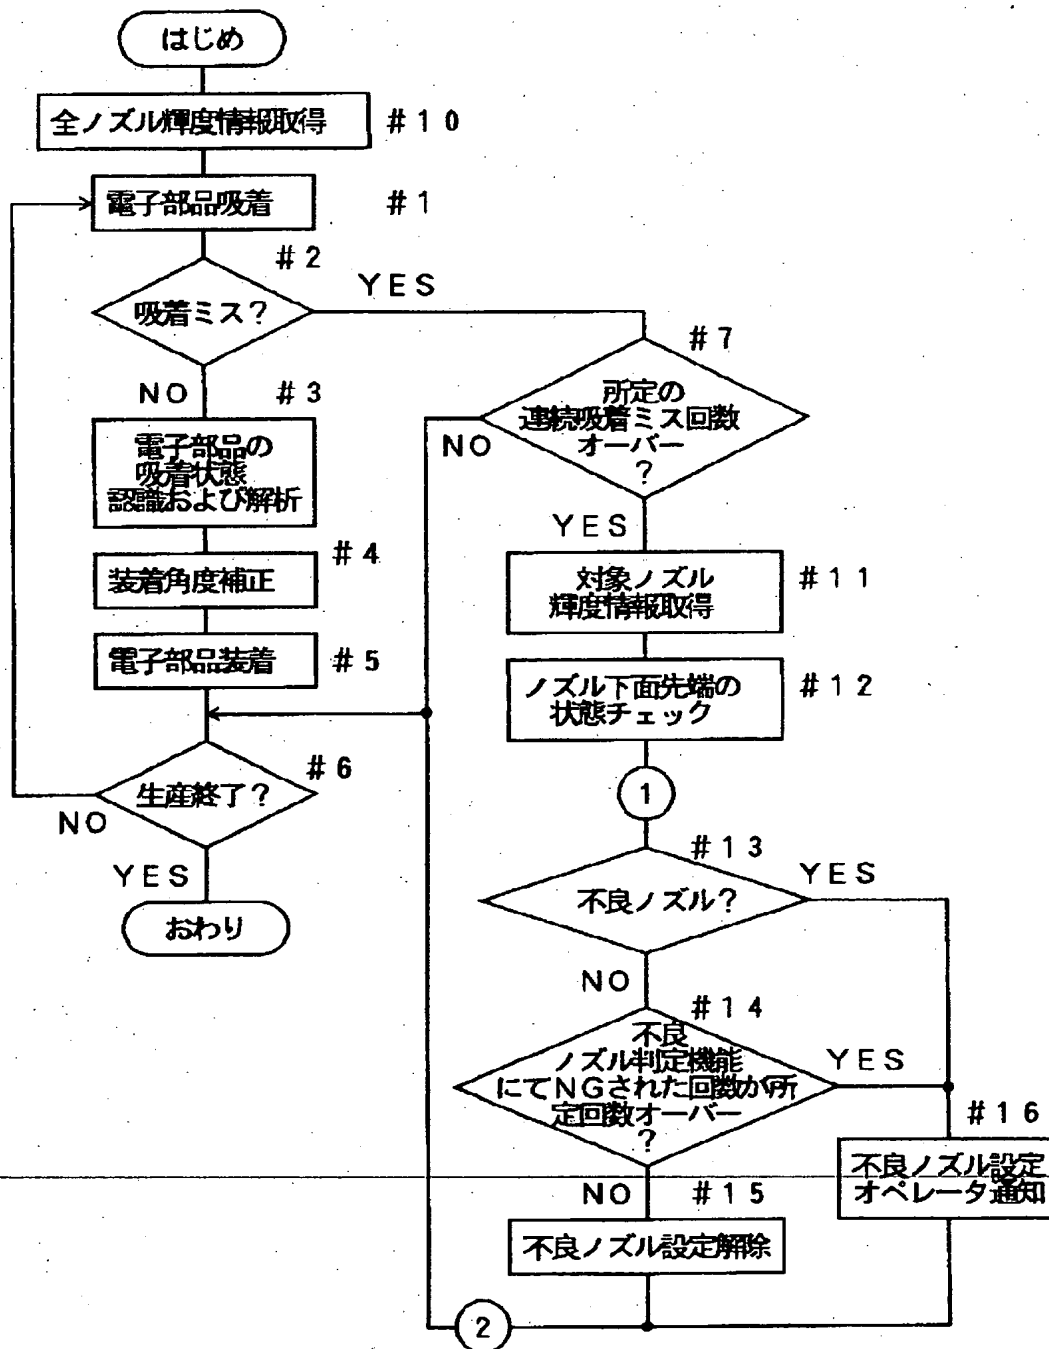 はじめ
全ノズル輝度情報取得
#10
電子部品吸着
#1
#2
吸着ミス?
YES
NO
#3
電子部品の
吸着状態
認識および解析
#4
装着角度補正
電子部品装着
#5
#6
生産終了?
NO
YES
おわり
#7
所定の
連続吸着ミス回数
オーバー
?
NO
YES
対象ノズル
輝度情報取得
#11
ノズル下面先端の
状態チェック
#12
1
#13
不良ノズル?
YES
NO
#14
不良
ノズル判定機能
にてNGされた回数が所
定回数オーバー
?
YES
#16
不良ノズル設定
オペレータ通知
NO
#15
不良ノズル設定解除
2